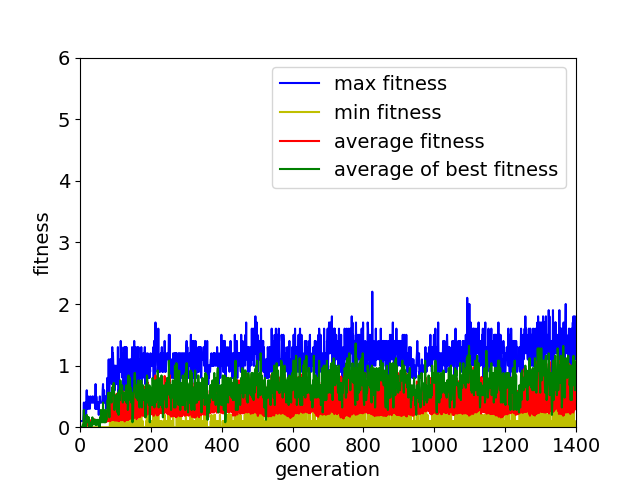 6
5
4
3
2
1
0
fitness
max fitness
min fitness
average fitness
average of best fitness
0 200 400 600 800 1000 1200 1400
generation